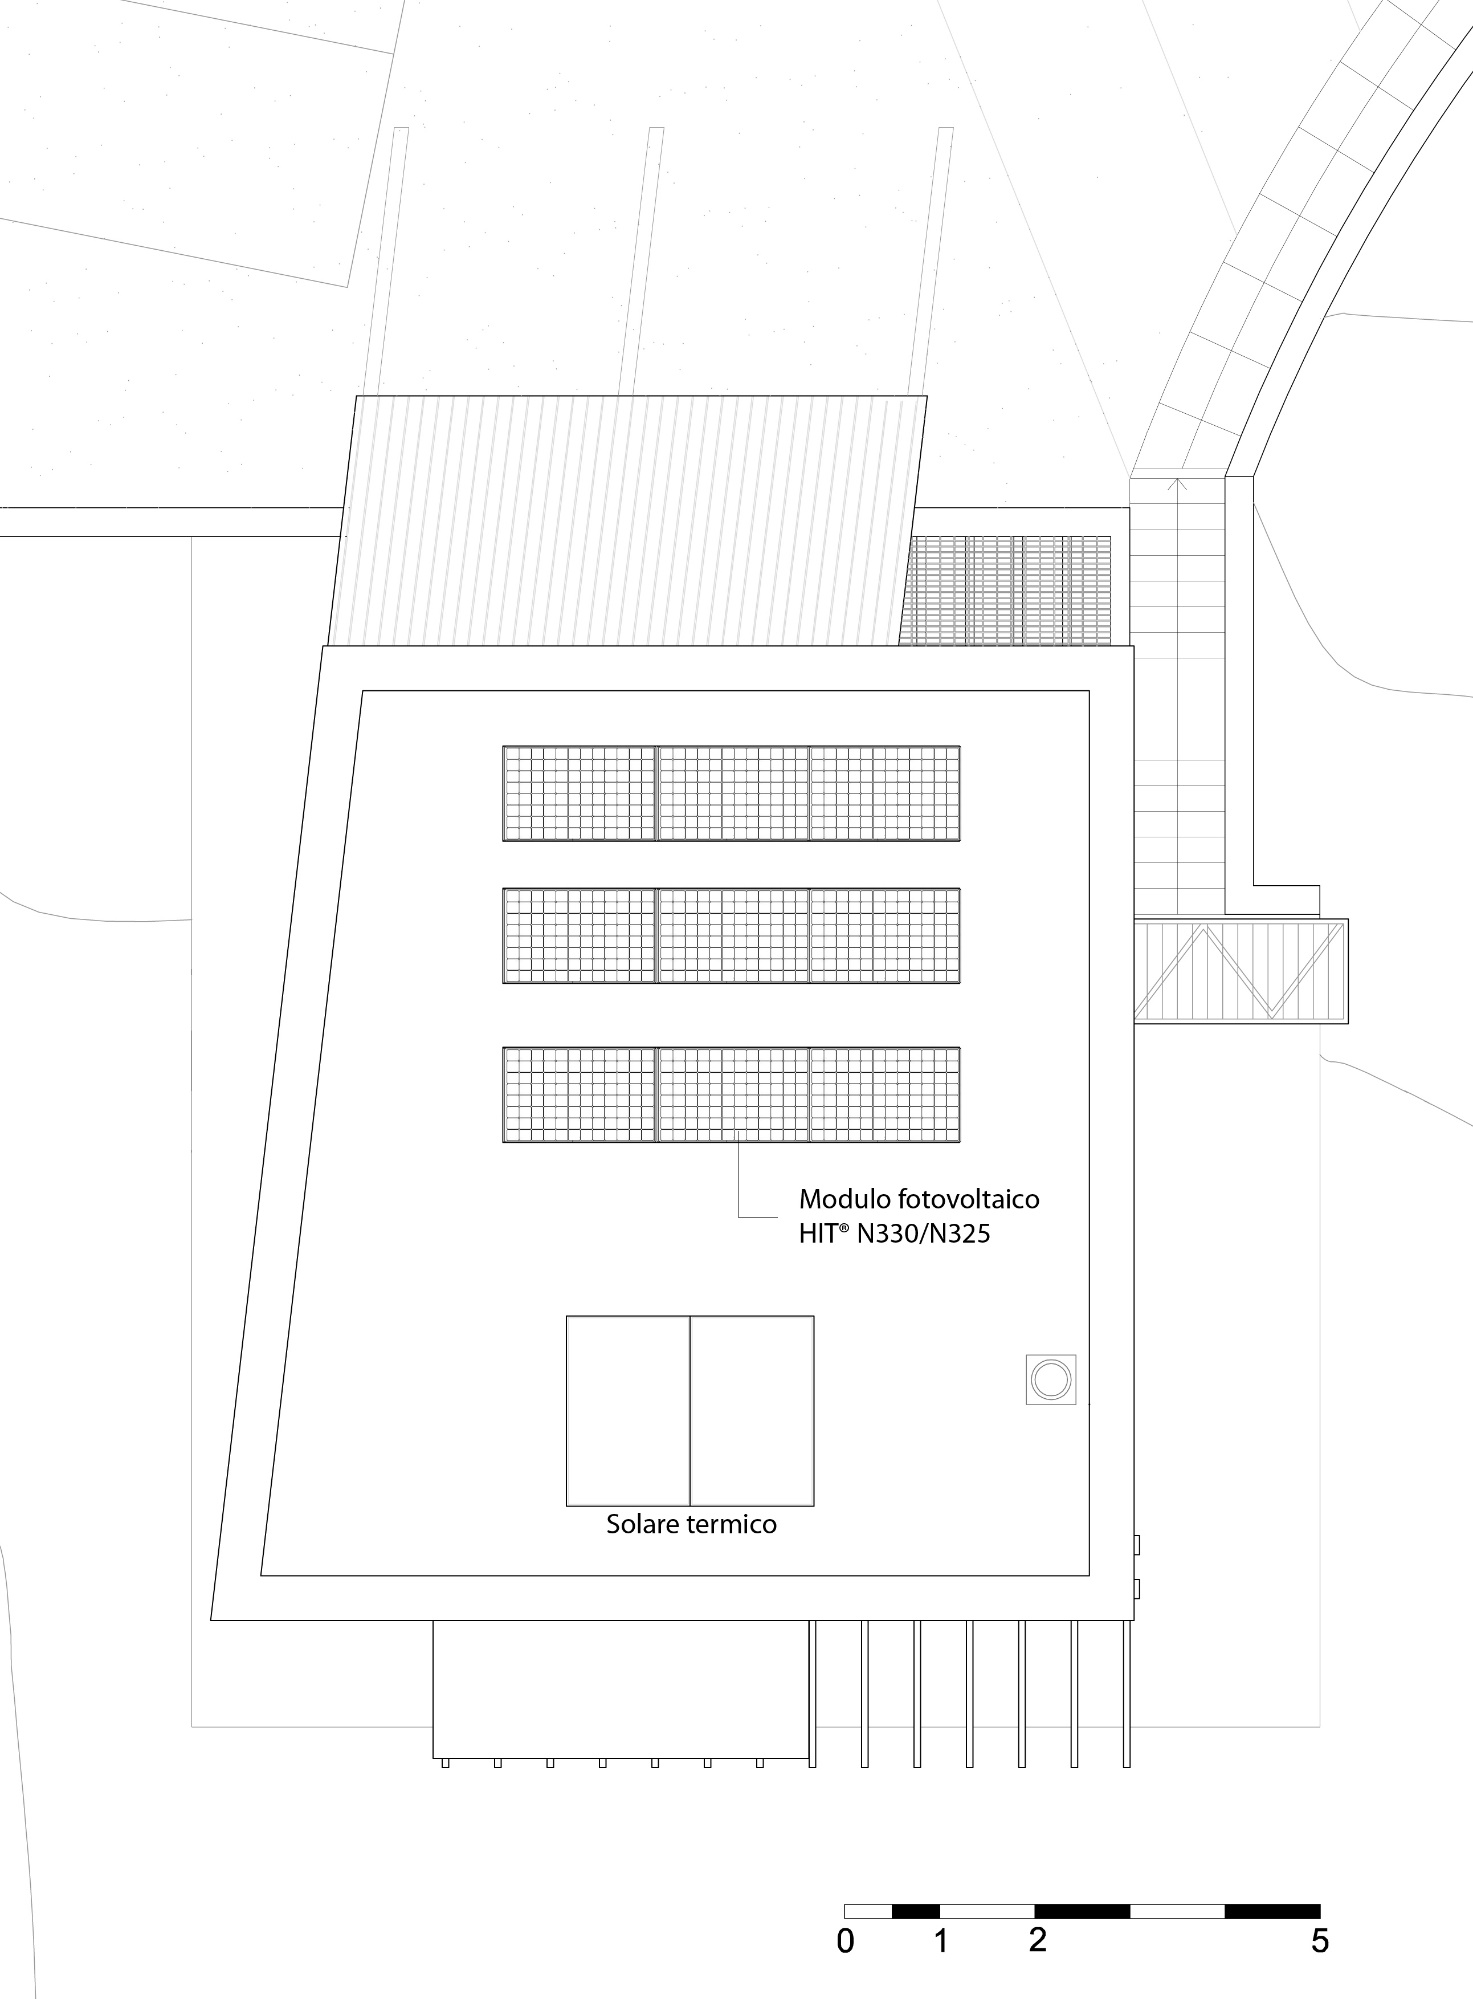 Modulo fotovoltaico
HIT® N330/N325
Solare termico
0 1 2 5